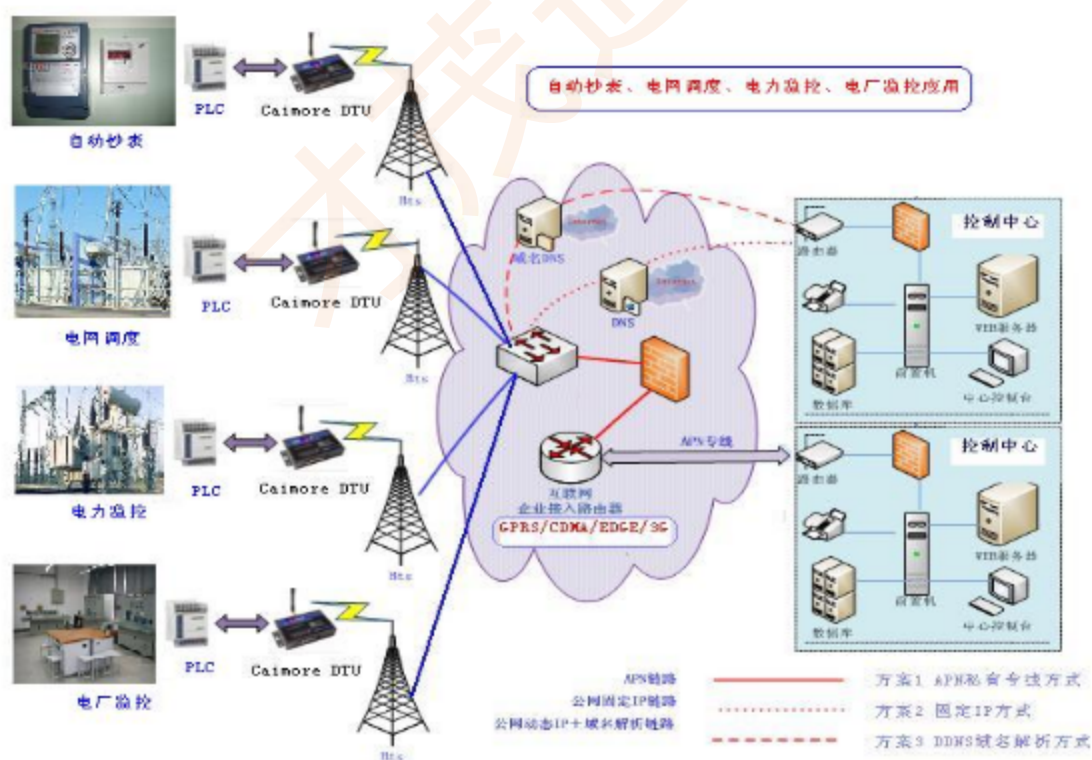 自动抄表、电网调度、电力监控、电厂监控应用
PLC
Caimore DTU
自动抄表
Bts
PLC
Caimore DTU
电网调度
Bts
PLC
Caimore DTU
电力监控
Bts
PLC
Caimore DTU
电厂监控
Bts
域名DNS
DNS
互联网
企业接入路由器
GPRS/CDMA/EDGE/3G
APN专线
控制中心
路由器
WEB服务器
前置机
数据库
中心控制台
控制中心
路由器
WEB服务器
前置机
数据库
中心控制台
APN链路
方案1 APN私有专线方式
公网固定IP链路
方案2 固定IP方式
公网动态IP+域名解析链路
方案3 DDNS域名解析方式